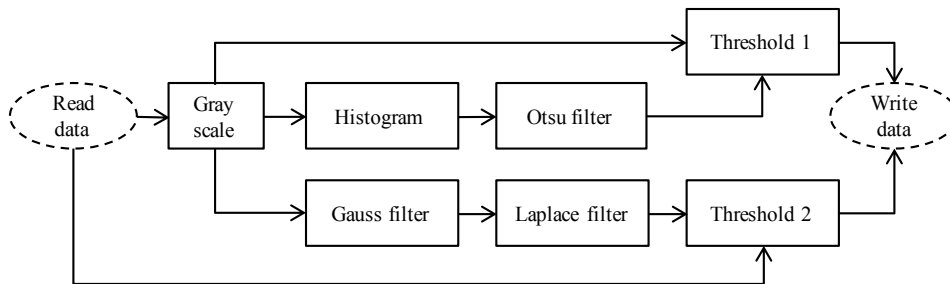 Threshold 1
Read
data
Gray
scale
Histogram
Otsu filter
Write
data
Gauss filter
Laplace filter
Threshold 2